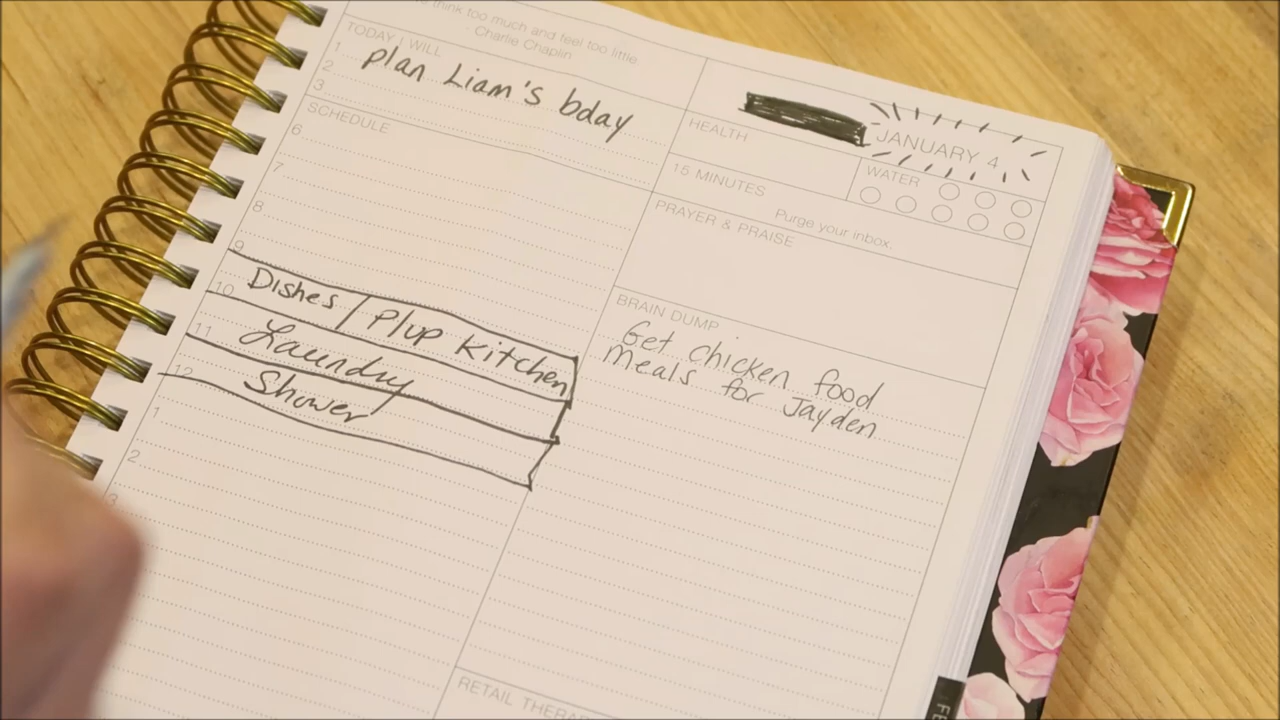 think too much and feel too little
- Charlie Chaplin
TODAY I WILL
1 plan Liam's bday
2
3
JANUARY 4
HEALTH
WATER
15 MINUTES
Purge your inbox.
PRAYER & PRAISE
SCHEDULE
6
7
8
9
Dishes / P/up Kitchen
10
Laundry
11
Shower
12
1
2
3
BRAIN DUMP
Get chicken food
Meals for Jayden
RETAIL